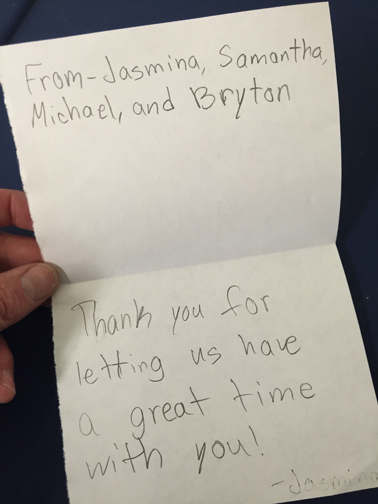 From-Jasmina, Samantha,
Michael, and Bryton
Thank you for
letting us have
a great time
with you!
-Jasmina